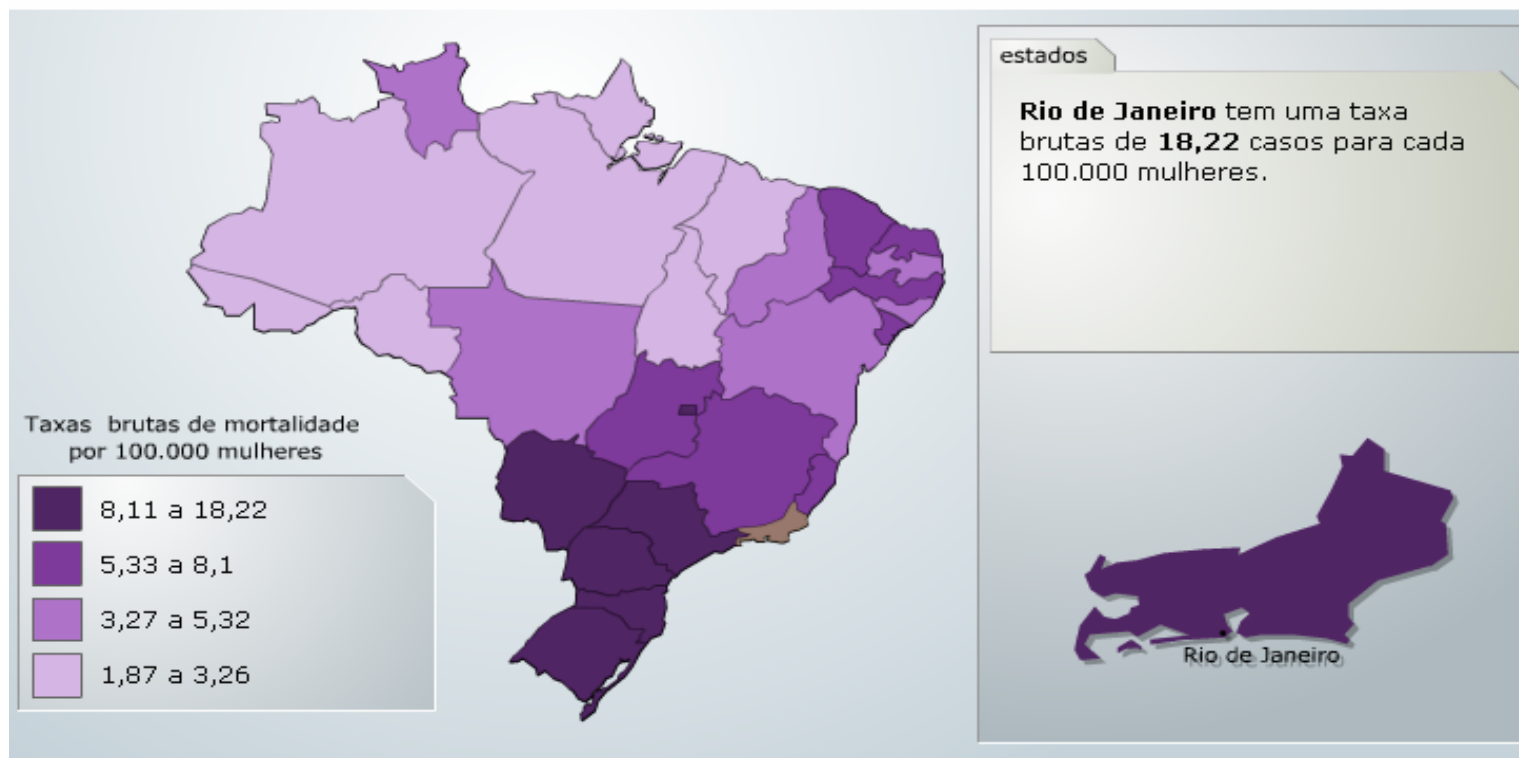 estados
Rio de Janeiro tem uma taxa
brutas de 18,22 casos para cada
100.000 mulheres.
Taxas brutas de mortalidade
por 100.000 mulheres
8,11 a 18,22
5,33 a 8,1
3,27 a 5,32
1,87 a 3,26
Rio de Janeiro